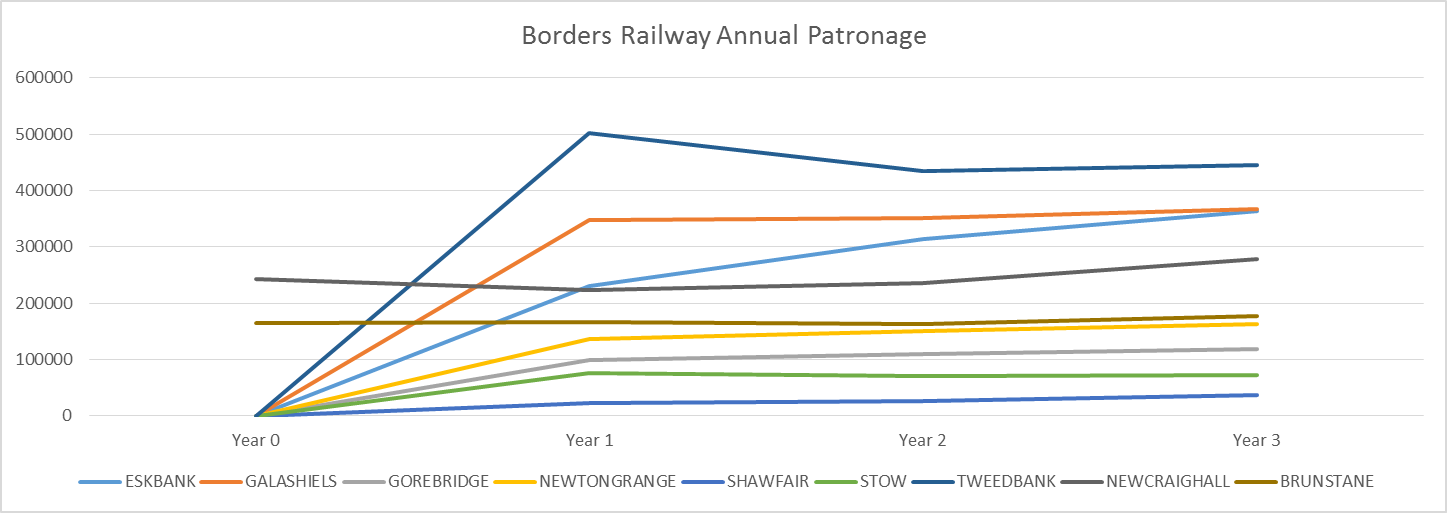 Borders Railway Annual Patronage
600000
500000
400000
300000
200000
100000
0
Year 0 Year 1 Year 2 Year 3
ESKBANK GALASHIELS GOREBRIDGE NEWTONGRANGE SHAWFAIR STOW TWEEDBANK NEWCRAIGHALL BRUNSTANE